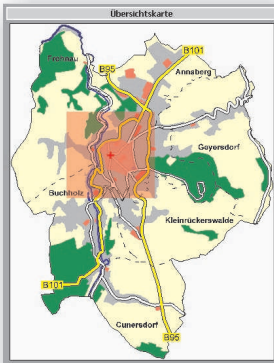 Übersichtskarte
B101
B95
Frohnau
Annaberg
Geyersdorf
Buchholz
Kleinrückerswalde
B101
Cunersdorf
B95